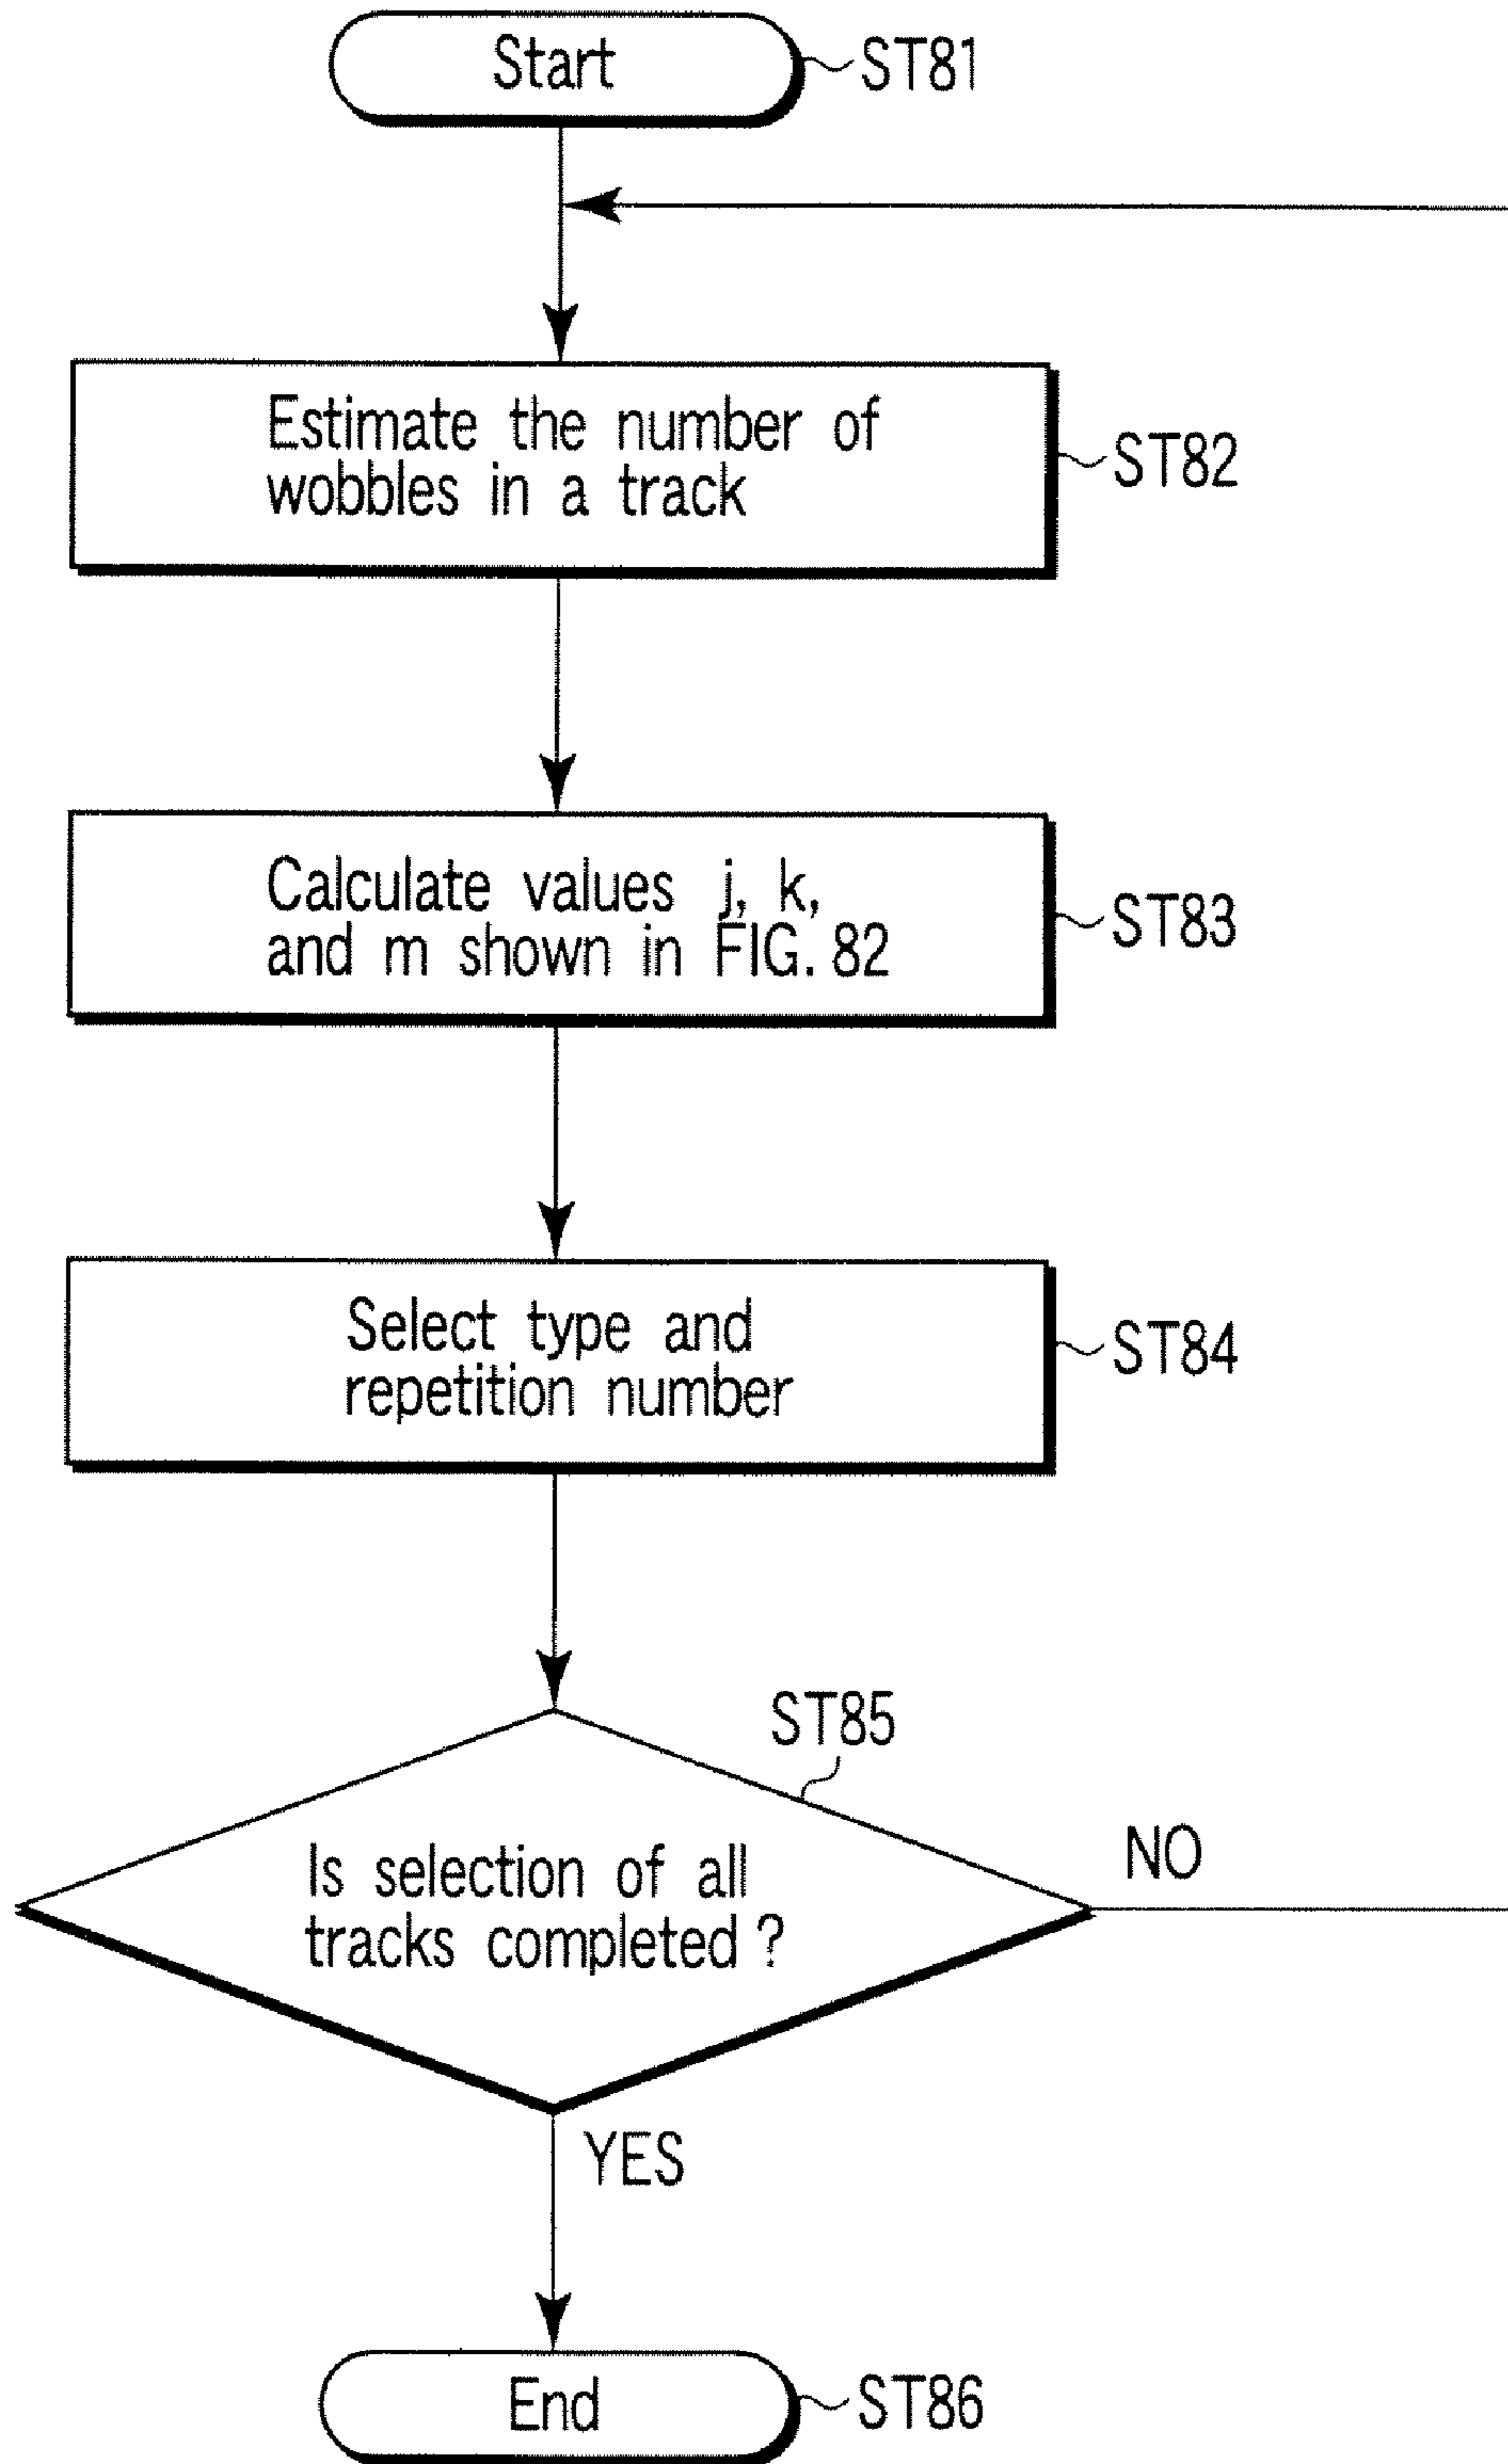 Start
ST81
Estimate the number of
wobbles in a track
ST82
Calculate values j, k,
and m shown in FIG. 82
ST83
Select type and
repetition number
ST84
ST85
Is selection of all
tracks completed ?
NO
YES
End
ST86